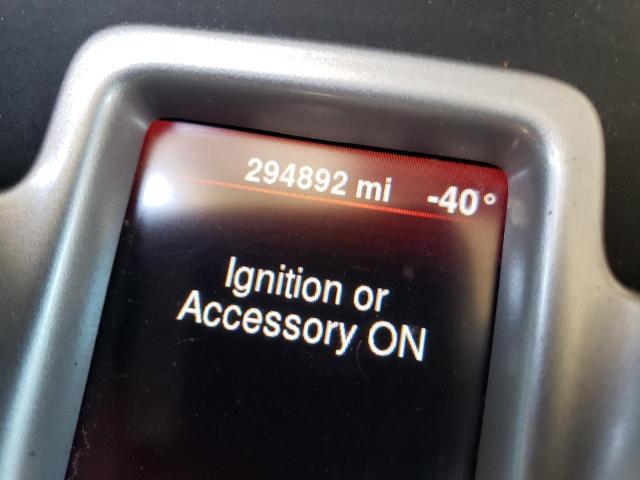 294892 mi -40°
Ignition or
Accessory ON